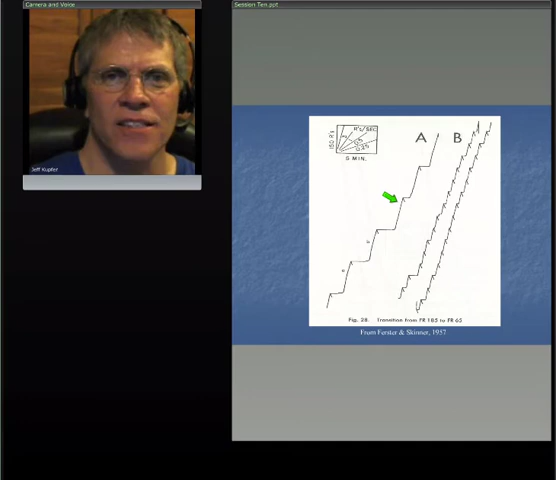 Camera and Voice
Jeff Kupfer
Session Ten.ppt
R's/SEC
5 MIN.
A
B
a
Fig. 28. Transition from FR 185 to FR 65
From Ferster & Skinner, 1957